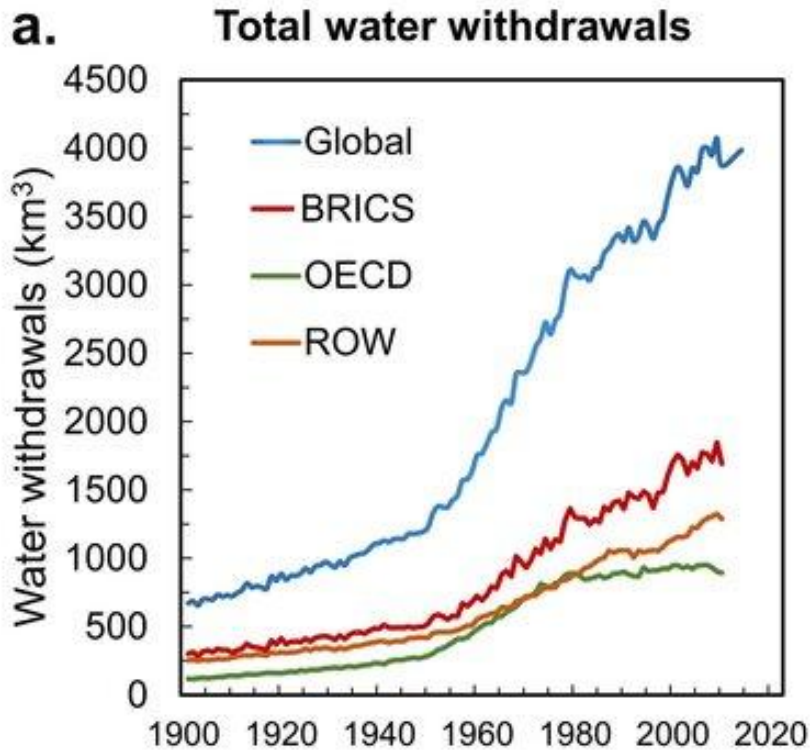 a. Total water withdrawals
Water withdrawals (km³)
4500
4000
3500
3000
2500
2000
1500
1000
500
0
Global
BRICS
OECD
ROW
1900 1920 1940 1960 1980 2000 2020